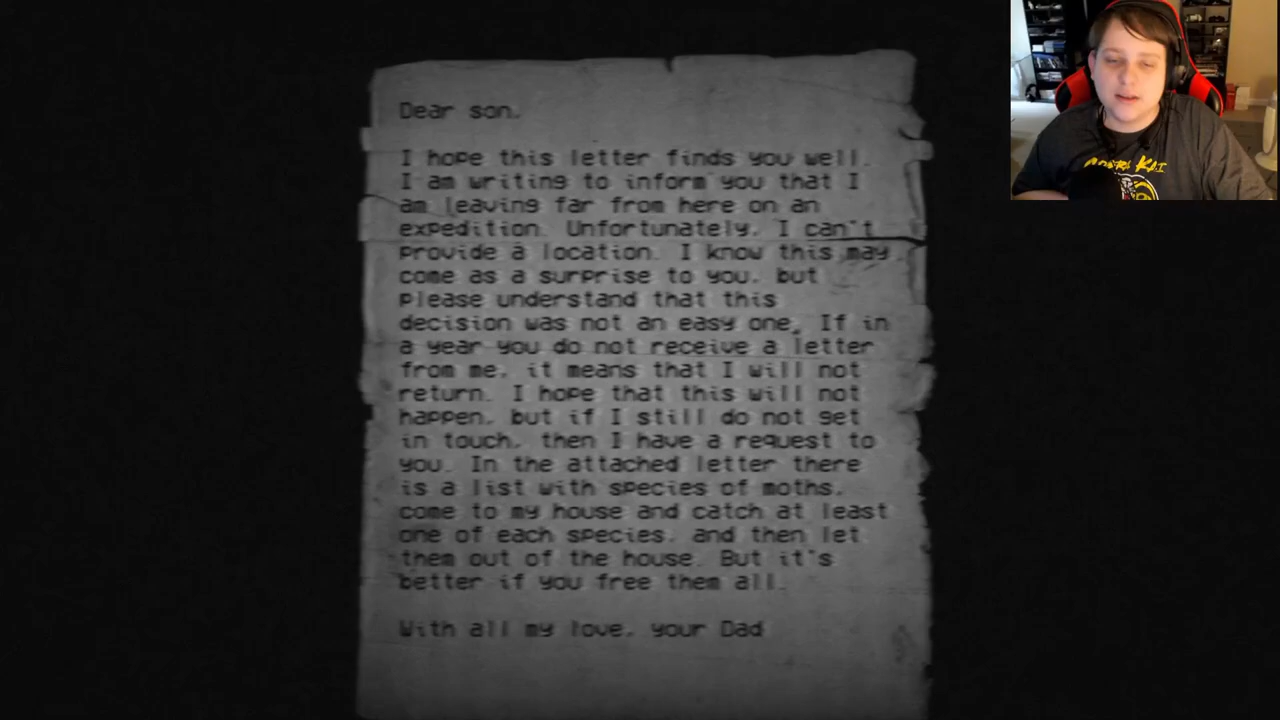 Dear son,
I hope this letter finds you well.
I am writing to inform you that I
am leaving far from here on an
expedition. Unfortunately, I can't
provide a location. I know this may
come as a surprise to you, but
please understand that this
decision was not an easy one. If in
a year you do not receive a letter
from me, it means that I will not
return. I hope that this will not
happen, but if I still do not get
in touch, then I have a request to
you. In the attached letter there
is a list with species of moths,
come to my house and catch at least
one of each species, and then let
them out of the house. But it's
better if you free them all.
With all my love, your Dad
COBRA KAI